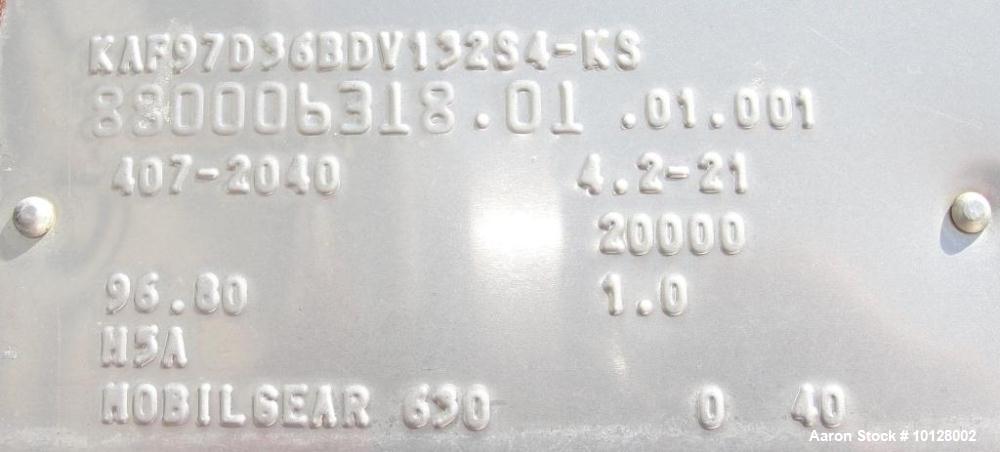 KAF97D36BDV132S4-KS
880006318.01 .01.001
407-2040 4.2-21
20000
96.80 1.0
M5A
MOBILGEAR 630 0 40
Aaron Stock # 10128002